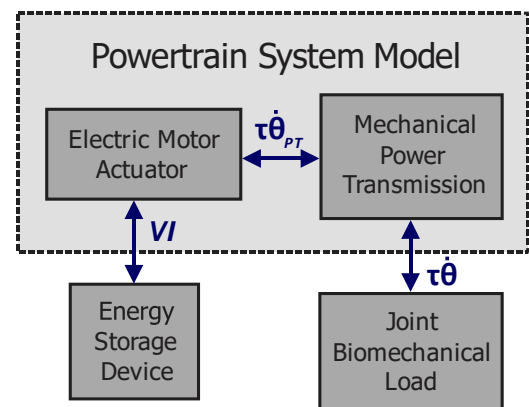 Powertrain System Model
Electric Motor
Actuator
τθ̇PT
Mechanical
Power
Transmission
VI
τθ̇
Energy
Storage
Device
Joint
Biomechanical
Load